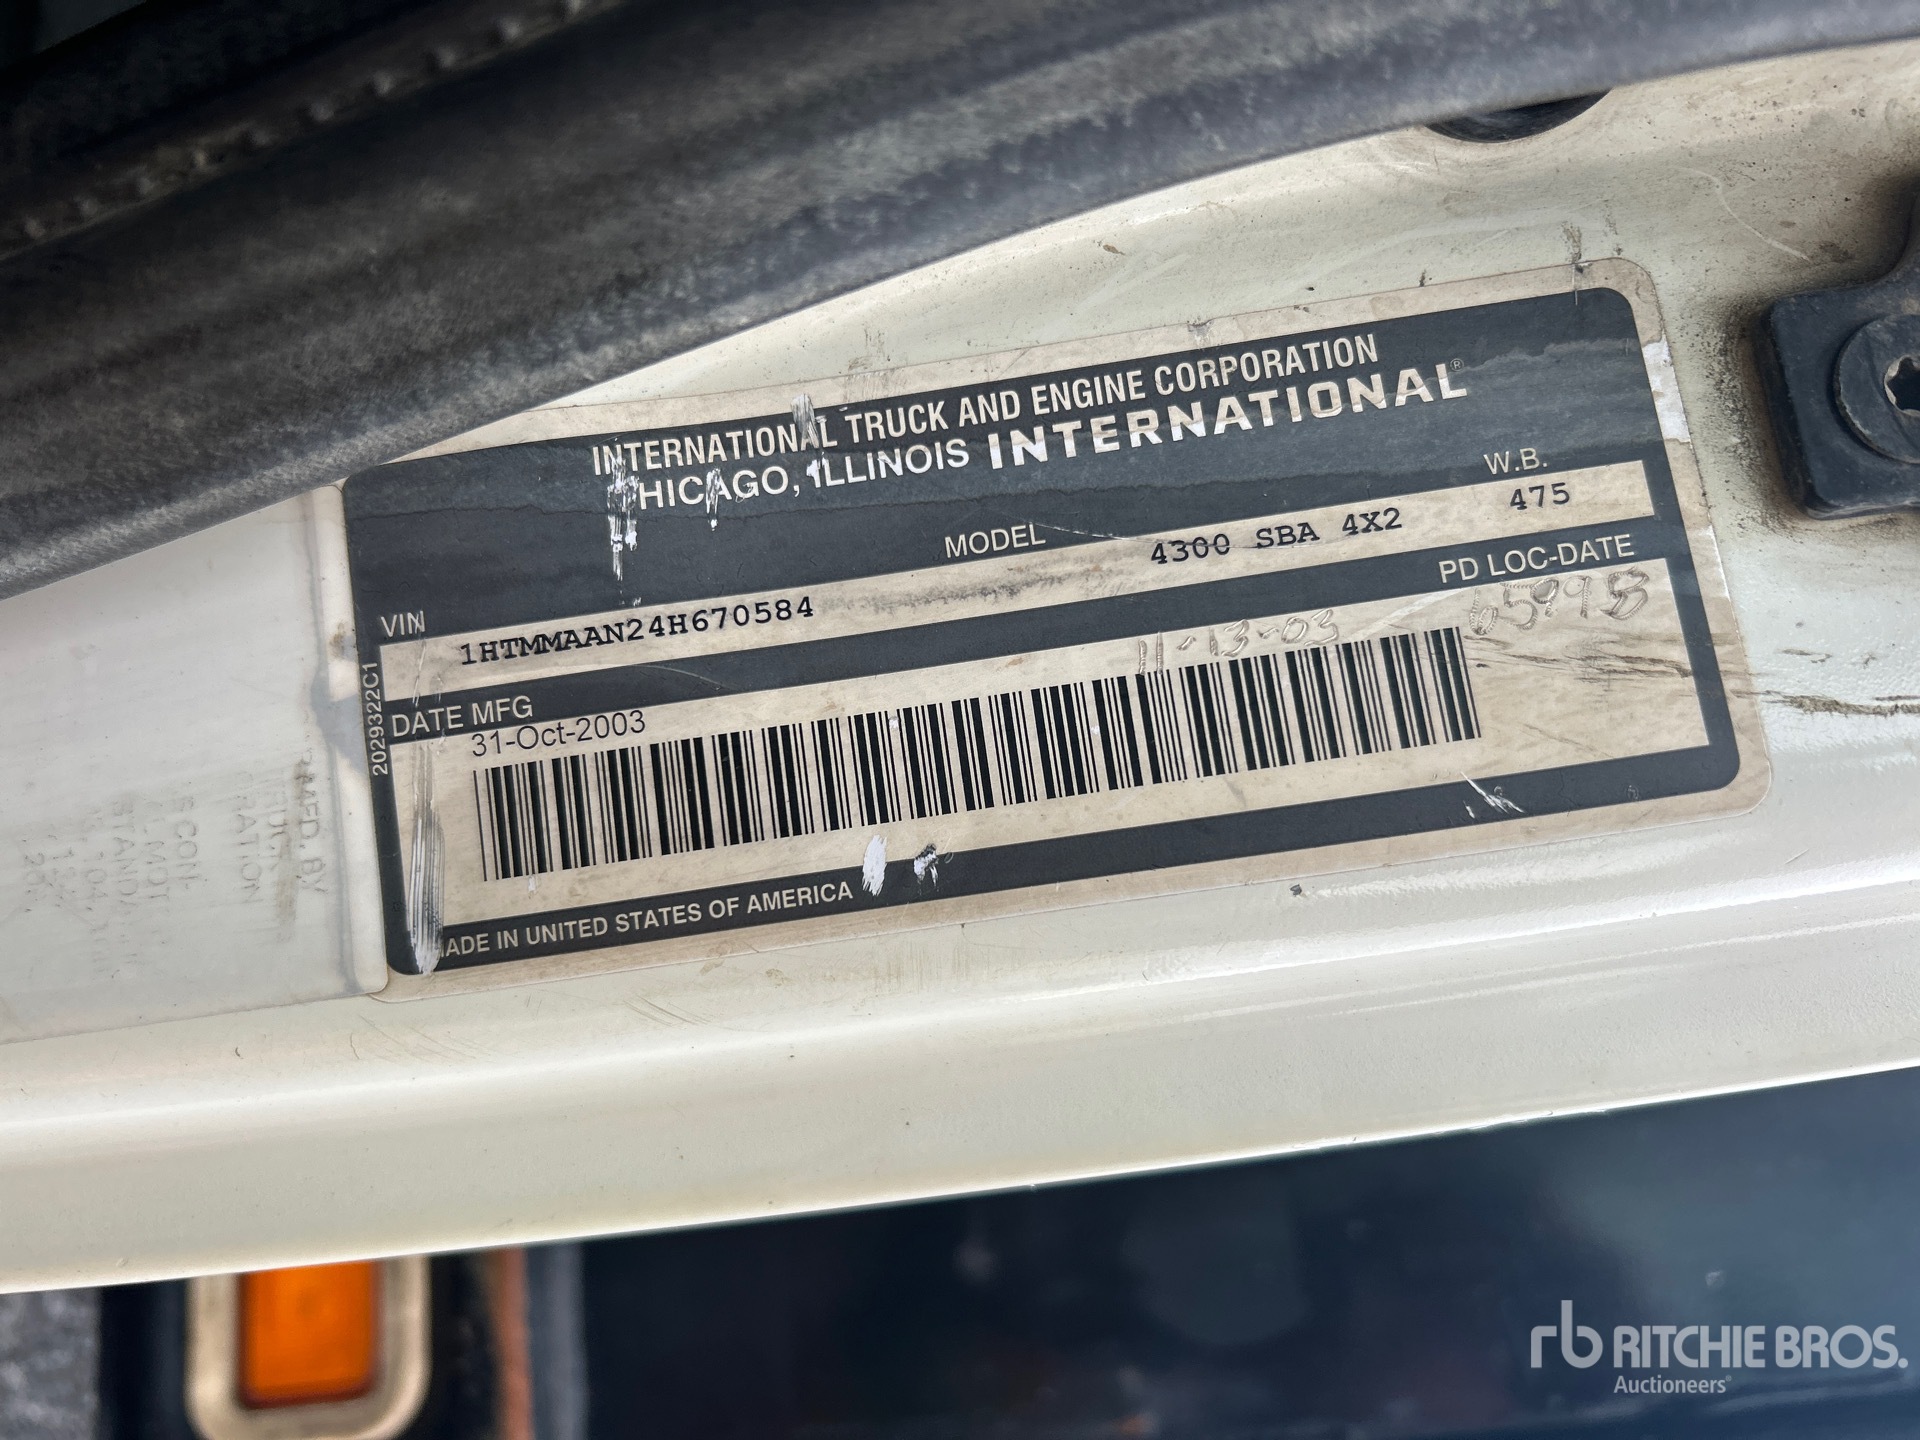 INTERNATIONAL TRUCK AND ENGINE CORPORATION
CHICAGO, ILLINOIS INTERNATIONAL®
MODEL W.B.
4300 SBA 4X2 475
VIN PD LOC-DATE
1HTMMAAN24H670584
11-13-03
DATE MFG
31-Oct-2003
2029322C1
MADE IN UNITED STATES OF AMERICA
rb RITCHIE BROS.
Auctioneers